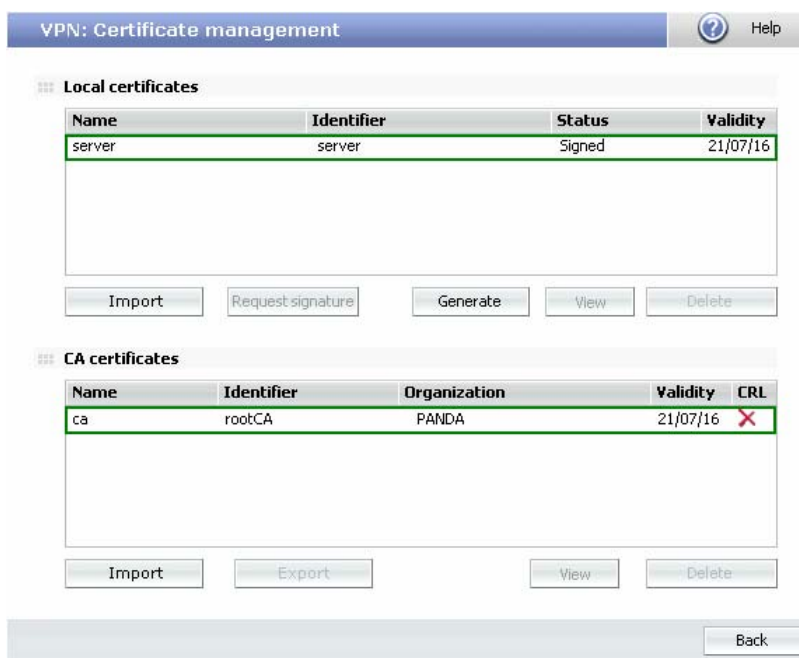 VPN: Certificate management
Help
Local certificates
Name Identifier Status Validity
server server Signed 21/07/16
Import Request signature Generate View Delete
CA certificates
Name Identifier Organization Validity CRL
ca rootCA PANDA 21/07/16
Import Export View Delete
Back